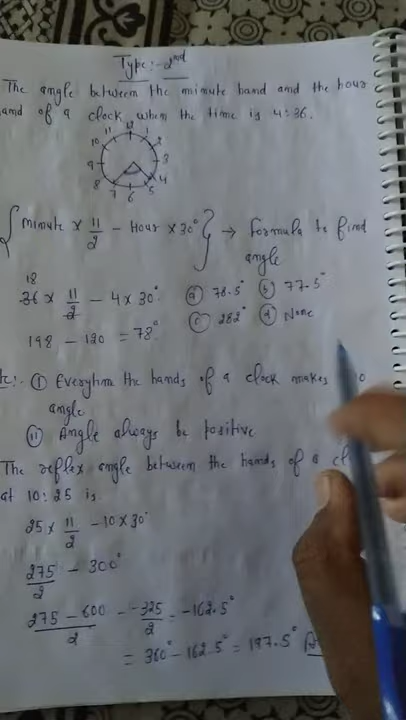 Type:- 2nd
The angle between the minute hand and the hour
hand of a clock when the time is 4:36.
12
11 1
10 2
9 3
8 4
7 6 5
{ Minute × 11/2 - Hour × 30° } → Formula to find
angle
18
36 × 11/2 - 4 × 30° (a) 78.5° (b) 77.5°
198 - 120 = 78° (c) 282° (d) None
:- (i) Everytim the hands of a clock makes
angle
(ii) Angle always be positive
The reflex angle between the hands of a
at 10:25 is
25 × 11/2 - 10 × 30°
275/2 - 300°
275 - 600/2 - -325/2 = -162.5°
= 360° - 162.5° = 197.5°